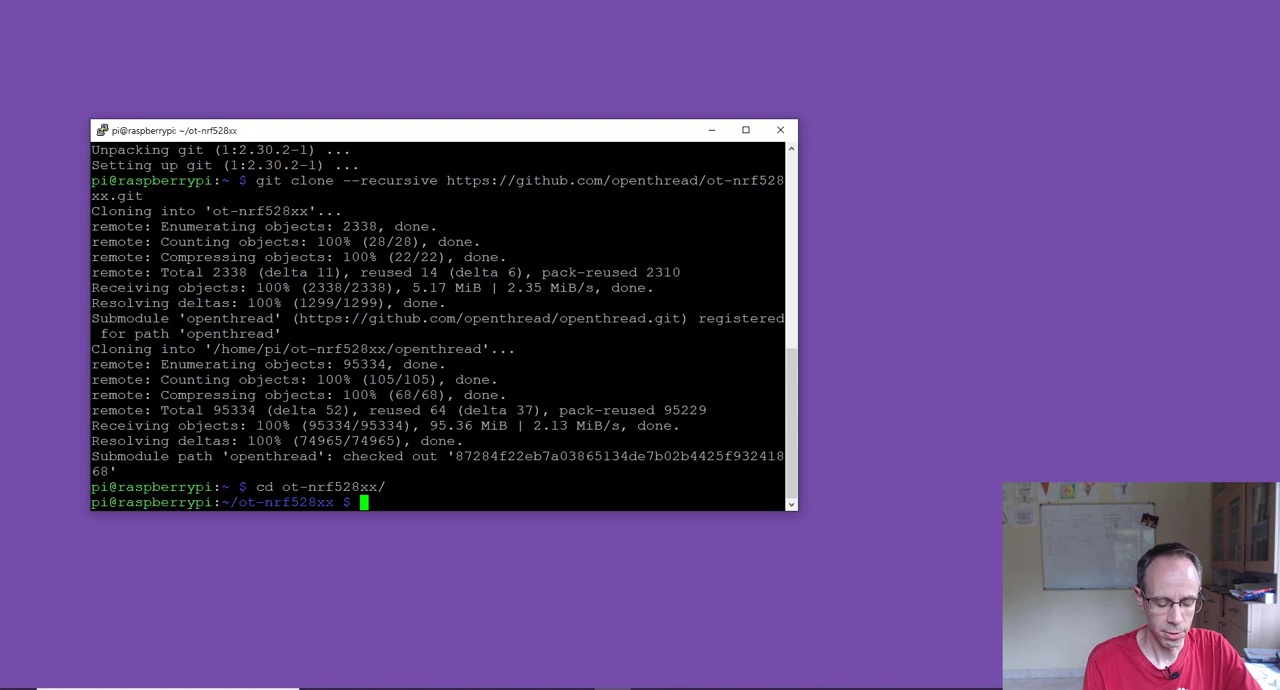 pi@raspberrypi: ~/ot-nrf528xx
Unpacking git (1:2.30.2-1) ...
Setting up git (1:2.30.2-1) ...
pi@raspberrypi:~ $ git clone --recursive https://github.com/openthread/ot-nrf528
xx.git
Cloning into 'ot-nrf528xx'...
remote: Enumerating objects: 2338, done.
remote: Counting objects: 100% (28/28), done.
remote: Compressing objects: 100% (22/22), done.
remote: Total 2338 (delta 11), reused 14 (delta 6), pack-reused 2310
Receiving objects: 100% (2338/2338), 5.17 MiB | 2.35 MiB/s, done.
Resolving deltas: 100% (1299/1299), done.
Submodule 'openthread' (https://github.com/openthread/openthread.git) registered
for path 'openthread'
Cloning into '/home/pi/ot-nrf528xx/openthread'...
remote: Enumerating objects: 95334, done.
remote: Counting objects: 100% (105/105), done.
remote: Compressing objects: 100% (68/68), done.
remote: Total 95334 (delta 52), reused 64 (delta 37), pack-reused 95229
Receiving objects: 100% (95334/95334), 95.36 MiB | 2.13 MiB/s, done.
Resolving deltas: 100% (74965/74965), done.
Submodule path 'openthread': checked out '87284f22eb7a03865134de7b02b4425f932418
68'
pi@raspberrypi:~ $ cd ot-nrf528xx/
pi@raspberrypi:~/ot-nrf528xx $